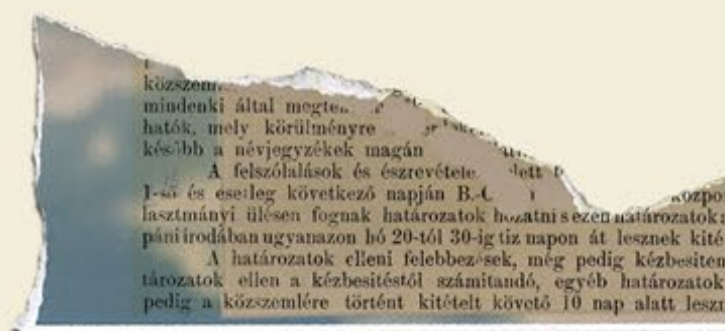 közszem
mindenki által megte
hatók, mely körülményre
később a névjegyzékek magán
A felszólalások és észrevétele
1-ső és esetleg következő napján B.-C
lasztmányi ülésen fognak határozatok hozatni s ezen határozatok
páni irodában ugyanazon hó 20-tól 30-ig tiz napon át lesznek kité
A határozatok elleni felebbezések, még pedig kézbesiten
tározatok ellen a kézbesitéstől számitandó, egyéb határozatok
pedig a közszemlére történt kitételt követő 10 nap alatt leszn